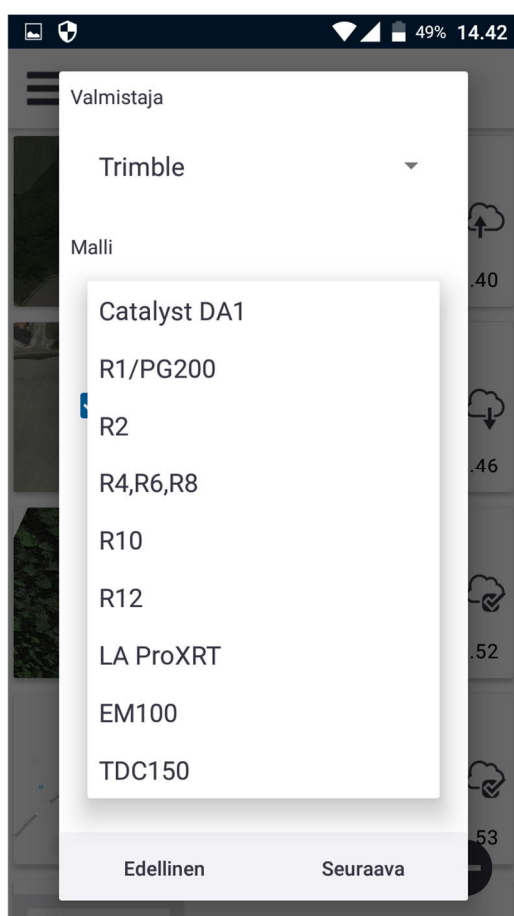 49% 14.42
Valmistaja
Trimble
Malli
.40
Catalyst DA1
R1/PG200
R2
R4,R6,R8
.46
R10
R12
LA ProXRT
.52
EM100
TDC150
.53
Edellinen Seuraava